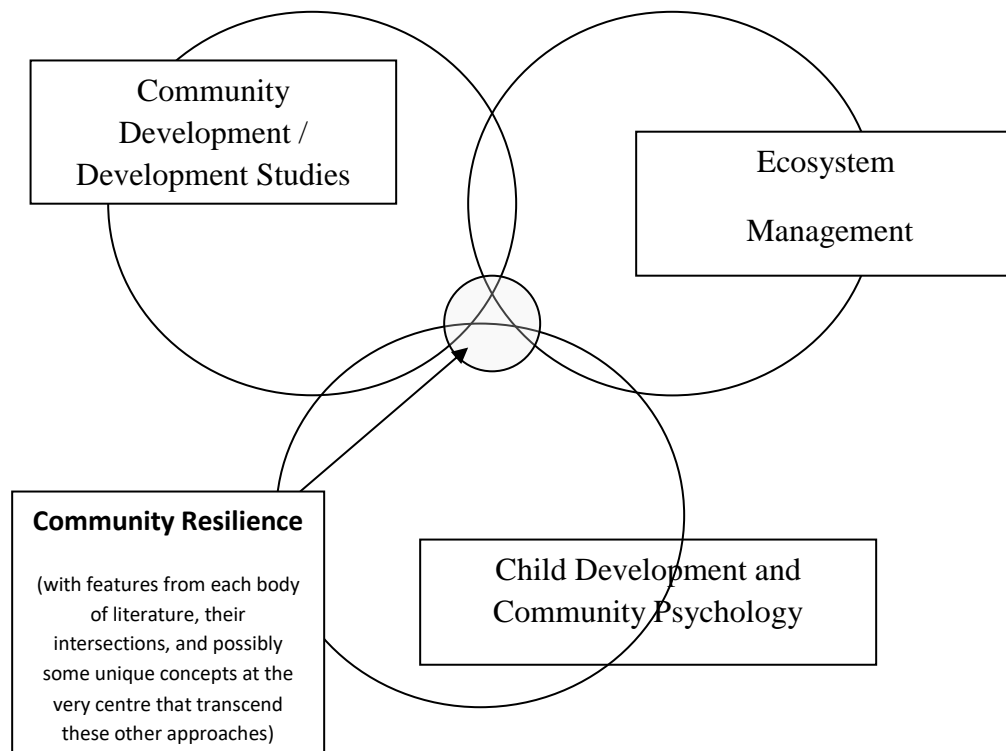 Community
Development /
Development Studies
Ecosystem
Management
Community Resilience
(with features from each body
of literature, their
intersections, and possibly
some unique concepts at the
very centre that transcend
these other approaches)
Child Development and
Community Psychology